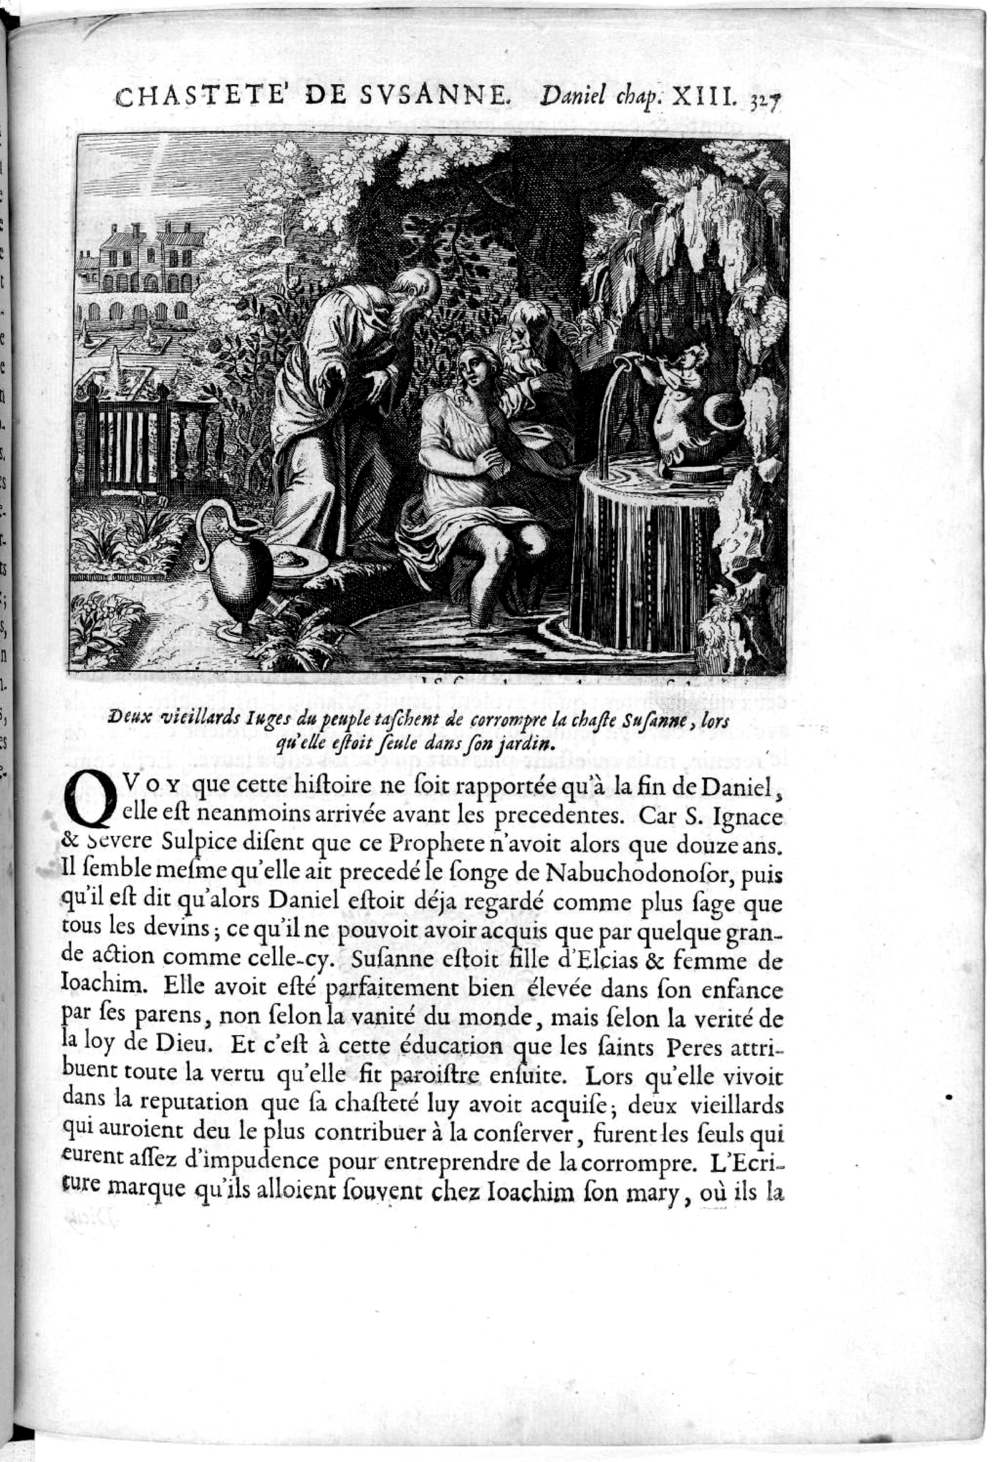 CHASTETE' DE SVSANNE. Daniel chap. XIII. 327
Deux vieillards Iuges du peuple taſchent de corrompre la chaſte Suſanne, lors
qu'elle eſtoit ſeule dans ſon jardin.
QVOY que cette hiſtoire ne ſoit rapportée qu'à la fin de Daniel,
elle eſt neanmoins arrivée avant les precedentes. Car S. Ignace
& Severe Sulpice diſent que ce Prophete n'avoit alors que douze ans.
Il ſemble meſme qu'elle ait precedé le ſonge de Nabuchodonoſor, puis
qu'il eſt dit qu'alors Daniel eſtoit déja regardé comme plus ſage que
tous les devins; ce qu'il ne pouvoit avoir acquis que par quelque gran-
de action comme celle-cy. Suſanne eſtoit fille d'Elcias & femme de
Ioachim. Elle avoit eſté parfaitement bien élevée dans ſon enfance
par ſes parens, non ſelon la vanité du monde, mais ſelon la verité de
la loy de Dieu. Et c'eſt à cette éducation que les ſaints Peres attri-
buent toute la vertu qu'elle fit paroiſtre enſuite. Lors qu'elle vivoit
dans la reputation que ſa chaſteté luy avoit acquiſe; deux vieillards
qui auroient deu le plus contribuer à la conſerver, furent les ſeuls qui
eurent aſſez d'impudence pour entreprendre de la corrompre. L'Ecri-
ture marque qu'ils alloient ſouvent chez Ioachim ſon mary, où ils la